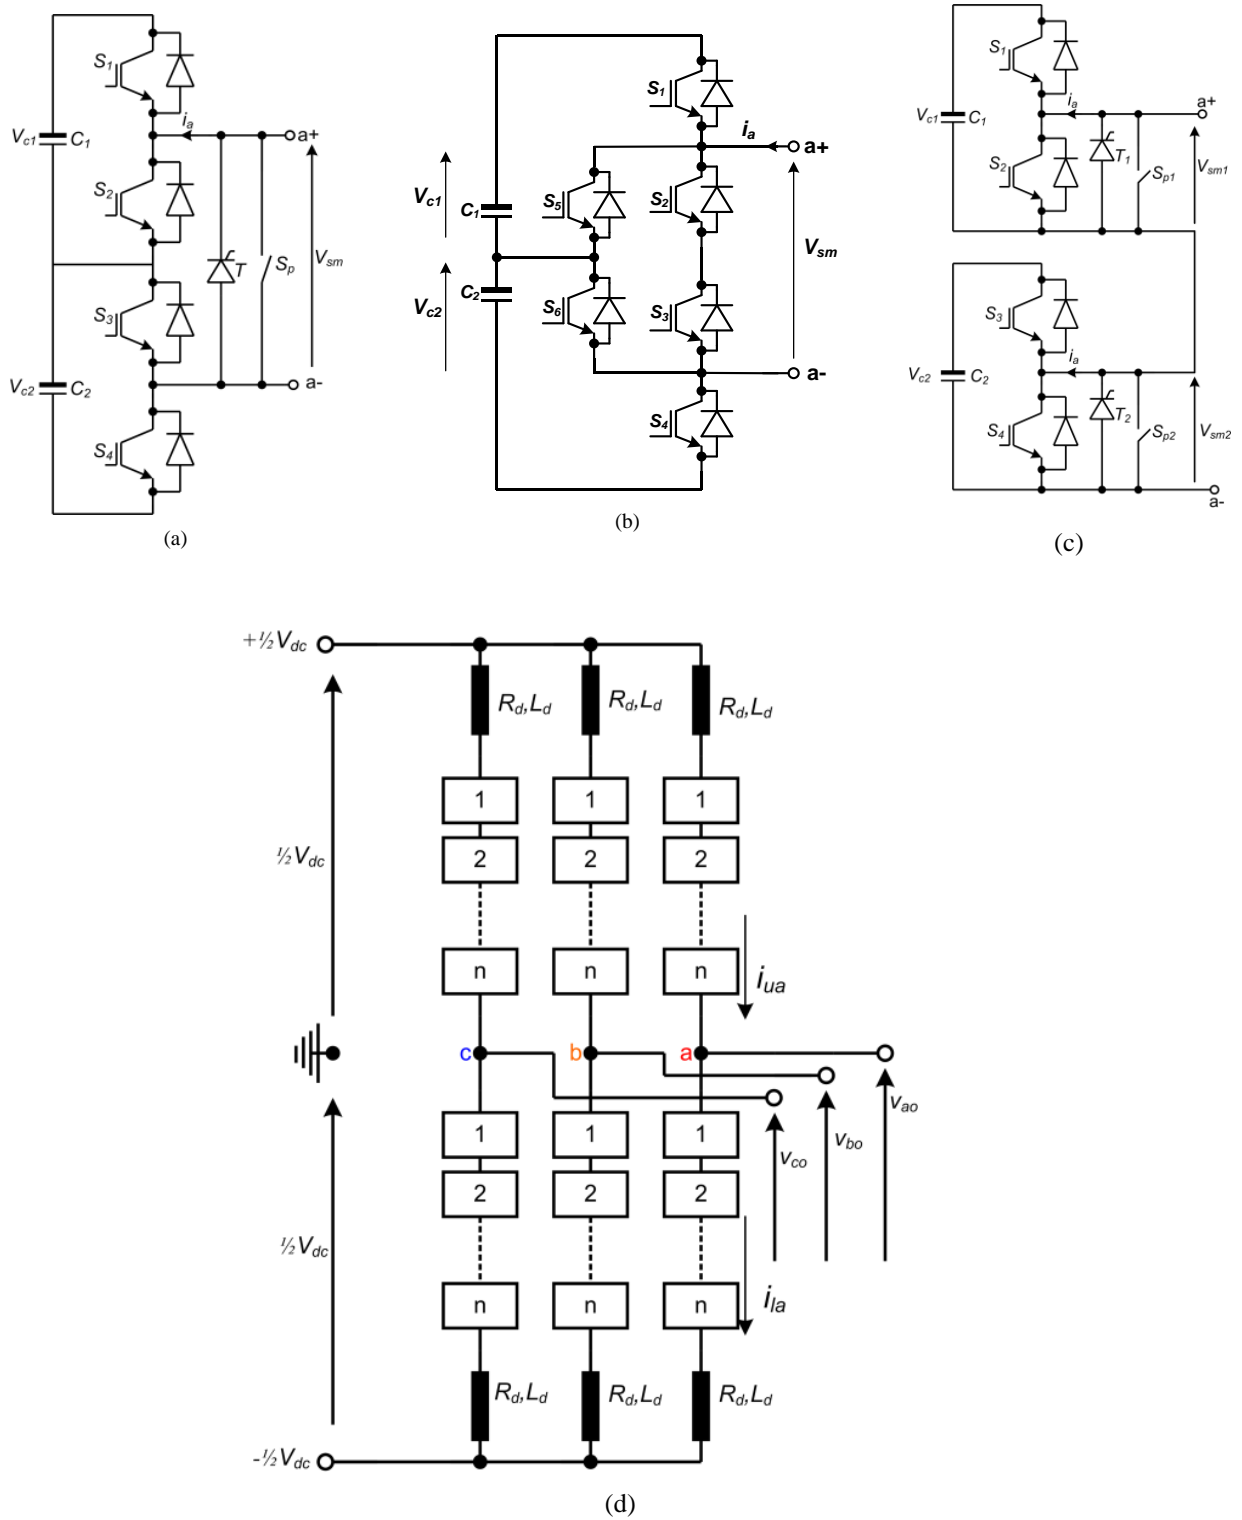 S1
Vc1 C1
ia
a+
S2
T
Sp
Vsm
S3
Vc2 C2
a-
S4
(a)
S1
ia
a+
Vc1
C1
S5
S2
Vsm
Vc2
C2
S6
S3
a-
S4
(b)
S1
ia
a+
Vc1 C1
T1
Sp1
Vsm1
S2
S3
ia
Vc2 C2
T2
Sp2
Vsm2
S4
a-
(c)
+½Vdc
Rd,Ld Rd,Ld Rd,Ld
1 1 1
½Vdc
2 2 2
n n n
iua
c b a
vao
vbo
vco
1 1 1
2 2 2
½Vdc
n n n
ila
Rd,Ld Rd,Ld Rd,Ld
-½Vdc
(d)